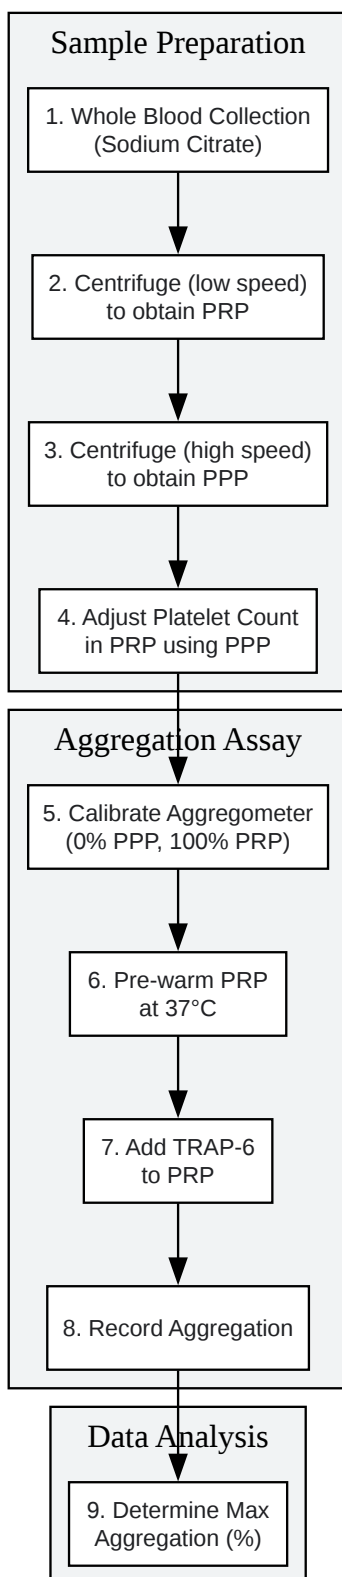 Sample Preparation
1. Whole Blood Collection
(Sodium Citrate)
2. Centrifuge (low speed)
to obtain PRP
3. Centrifuge (high speed)
to obtain PPP
4. Adjust Platelet Count
in PRP using PPP
Aggregation Assay
5. Calibrate Aggregometer
(0% PPP, 100% PRP)
6. Pre-warm PRP
at 37°C
7. Add TRAP-6
to PRP
8. Record Aggregation
Data Analysis
9. Determine Max
Aggregation (%)